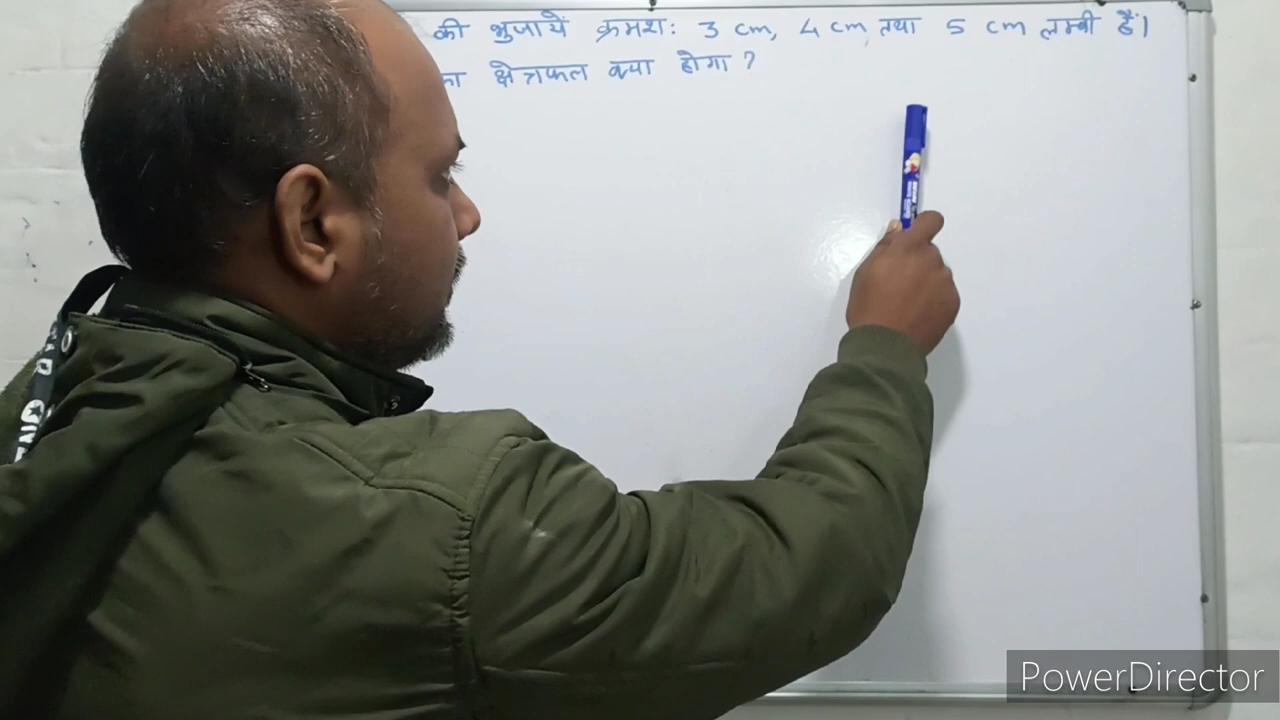 की भुजायें क्रमश: 3 cm, 4 cm तथा 5 cm लम्बी हैं।
का क्षेत्रफल क्या होगा ?
PowerDirector